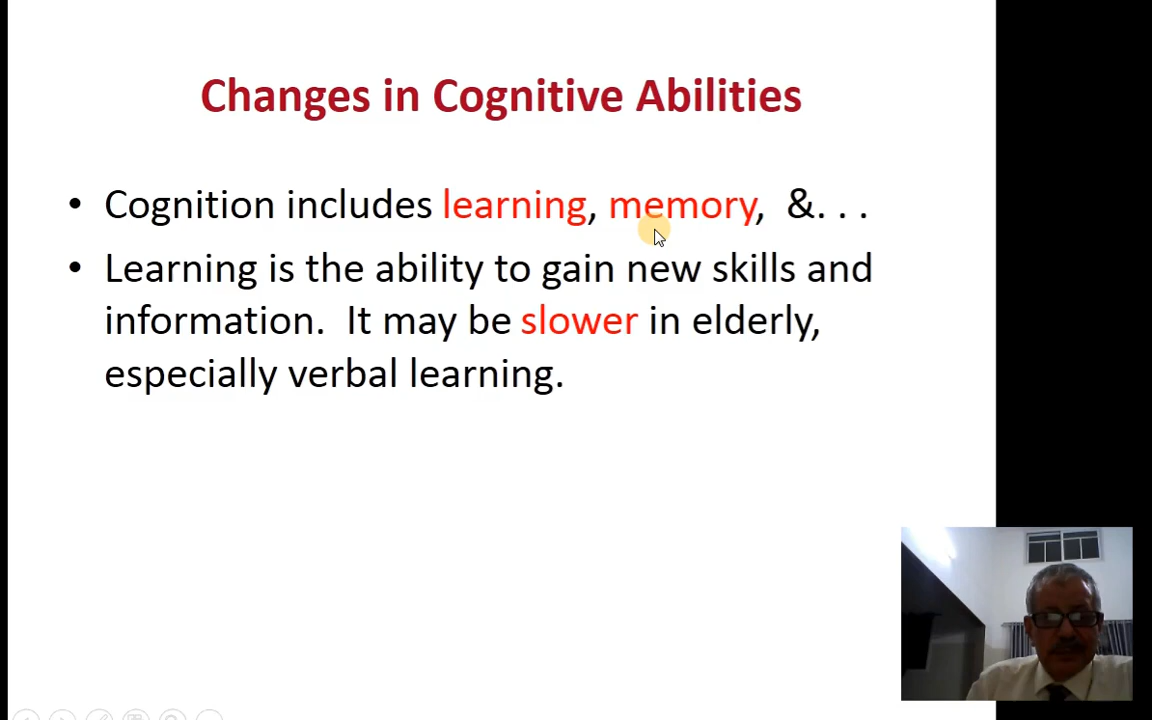 Changes in Cognitive Abilities
• Cognition includes learning, memory,  &. . .
• Learning is the ability to gain new skills and
information.  It may be slower in elderly,
especially verbal learning.